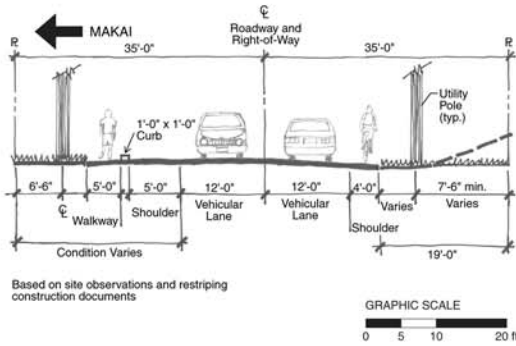 ℄
Roadway and
Right-of-Way
MAKAI
35'-0"
35'-0"
1'-0" x 1'-0"
Curb
Utility
Pole
(typ.)
6'-6"
5'-0"
5'-0"
12'-0"
12'-0"
4'-0"
7'-6" min.
℄
Walkway
Shoulder
Vehicular
Lane
Vehicular
Lane
Varies
Varies
Shoulder
Condition Varies
19'-0"
Based on site observations and restriping
construction documents
GRAPHIC SCALE
0 5 10 20 ft